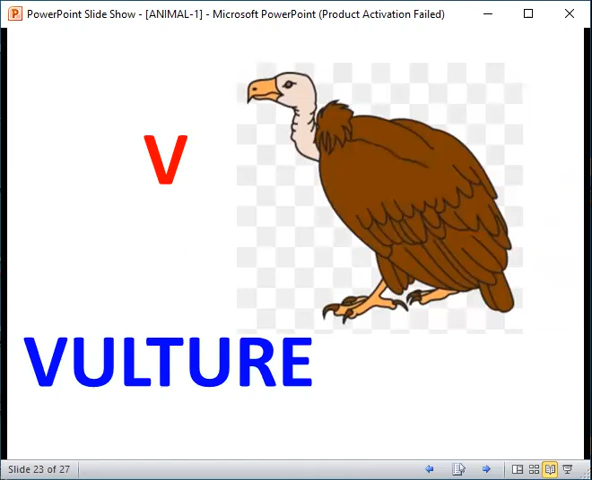 PowerPoint Slide Show - [ANIMAL-1] - Microsoft PowerPoint (Product Activation Failed)
V
VULTURE
Slide 23 of 27